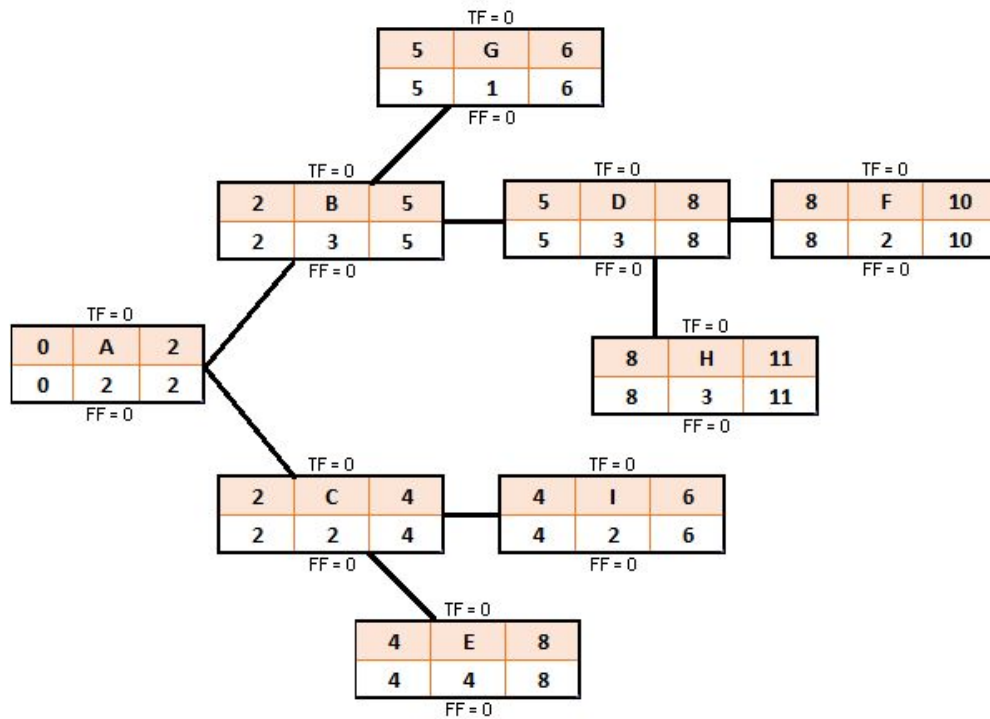 TF = 0
5 G 6
5 1 6
FF = 0
TF = 0
2 B 5
2 3 5
FF = 0
TF = 0
5 D 8
5 3 8
FF = 0
TF = 0
8 F 10
8 2 10
FF = 0
TF = 0
0 A 2
0 2 2
FF = 0
TF = 0
8 H 11
8 3 11
FF = 0
TF = 0
2 C 4
2 2 4
FF = 0
TF = 0
4 I 6
4 2 6
FF = 0
TF = 0
4 E 8
4 4 8
FF = 0